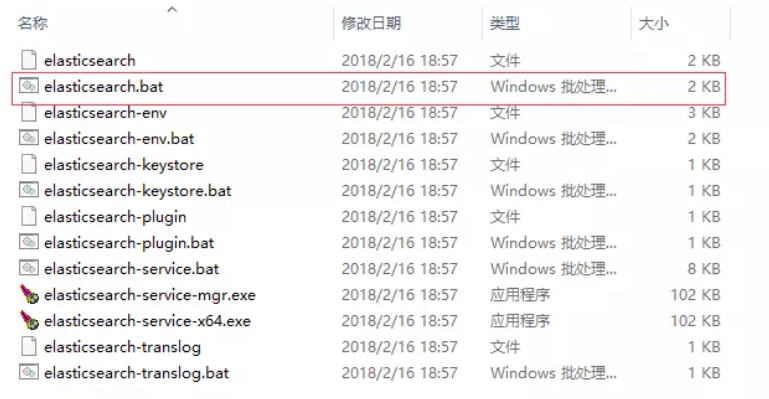 名称 修改日期 类型 大小
elasticsearch 2018/2/16 18:57 文件 2 KB
elasticsearch.bat 2018/2/16 18:57 Windows 批处理... 2 KB
elasticsearch-env 2018/2/16 18:57 文件 3 KB
elasticsearch-env.bat 2018/2/16 18:57 Windows 批处理... 2 KB
elasticsearch-keystore 2018/2/16 18:57 文件 1 KB
elasticsearch-keystore.bat 2018/2/16 18:57 Windows 批处理... 1 KB
elasticsearch-plugin 2018/2/16 18:57 文件 1 KB
elasticsearch-plugin.bat 2018/2/16 18:57 Windows 批处理... 1 KB
elasticsearch-service.bat 2018/2/16 18:57 Windows 批处理... 8 KB
elasticsearch-service-mgr.exe 2018/2/16 18:57 应用程序 102 KB
elasticsearch-service-x64.exe 2018/2/16 18:57 应用程序 102 KB
elasticsearch-translog 2018/2/16 18:57 文件 1 KB
elasticsearch-translog.bat 2018/2/16 18:57 Windows 批处理... 1 KB